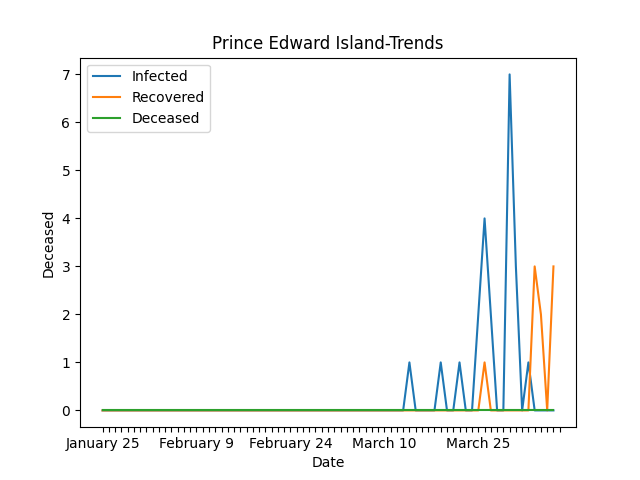 Prince Edward Island-Trends
Infected
Recovered
Deceased
Deceased
7
6
5
4
3
2
1
0
January 25 February 9 February 24 March 10 March 25
Date